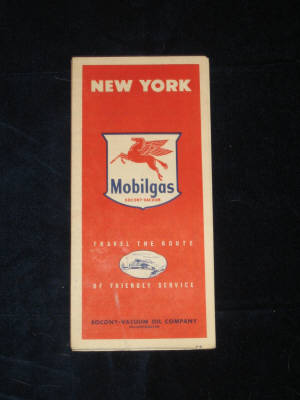 NEW YORK
Mobilgas
SOCONY-VACUUM
TRAVEL THE ROUTE
OF FRIENDLY SERVICE
SOCONY-VACUUM OIL COMPANY